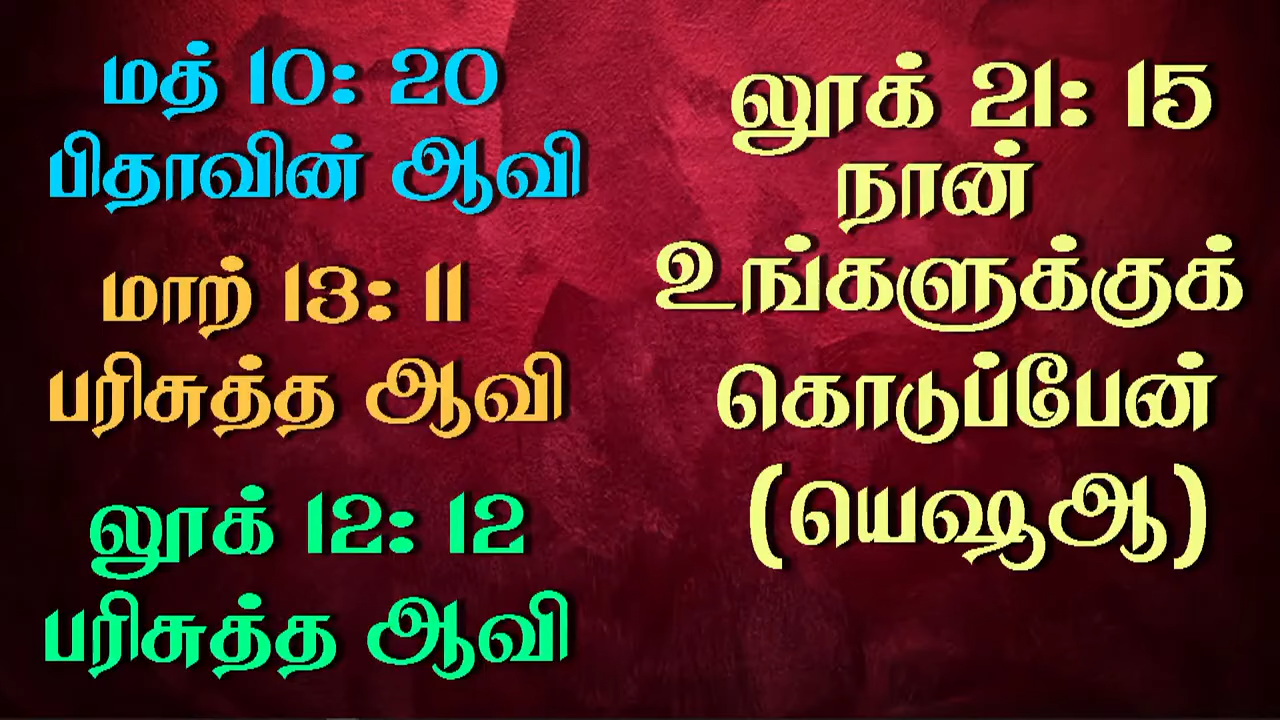 மத் 10: 20
பிதாவின் ஆவி
மாற் 13: 11
பரிசுத்த ஆவி
லூக் 12: 12
பரிசுத்த ஆவி
லூக் 21: 15
நான்
உங்களுக்குக்
கொடுப்பேன்
(யெஷூஆ)